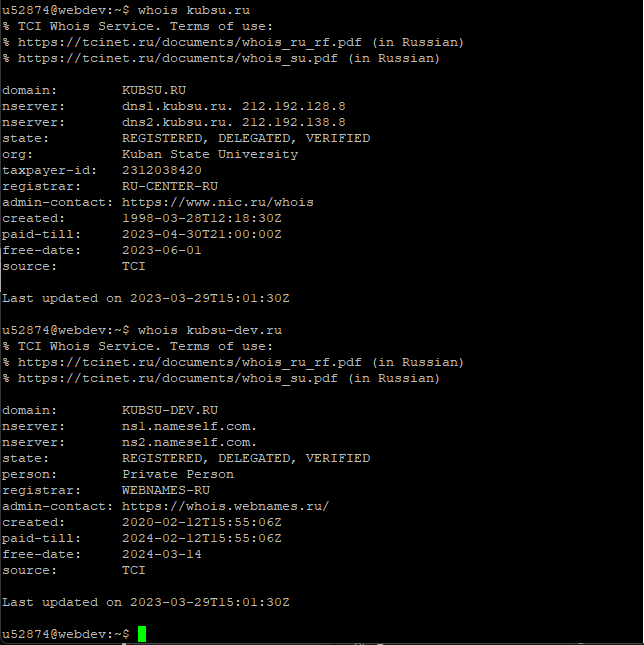 u52874@webdev:~$ whois kubsu.ru
% TCI Whois Service. Terms of use:
% https://tcinet.ru/documents/whois_ru_rf.pdf (in Russian)
% https://tcinet.ru/documents/whois_su.pdf (in Russian)

domain:        KUBSU.RU
nserver:       dns1.kubsu.ru. 212.192.128.8
nserver:       dns2.kubsu.ru. 212.192.138.8
state:         REGISTERED, DELEGATED, VERIFIED
org:           Kuban State University
taxpayer-id:   2312038420
registrar:     RU-CENTER-RU
admin-contact: https://www.nic.ru/whois
created:       1998-03-28T12:18:30Z
paid-till:     2023-04-30T21:00:00Z
free-date:     2023-06-01
source:        TCI

Last updated on 2023-03-29T15:01:30Z

u52874@webdev:~$ whois kubsu-dev.ru
% TCI Whois Service. Terms of use:
% https://tcinet.ru/documents/whois_ru_rf.pdf (in Russian)
% https://tcinet.ru/documents/whois_su.pdf (in Russian)

domain:        KUBSU-DEV.RU
nserver:       ns1.nameself.com.
nserver:       ns2.nameself.com.
state:         REGISTERED, DELEGATED, VERIFIED
person:        Private Person
registrar:     WEBNAMES-RU
admin-contact: https://whois.webnames.ru/
created:       2020-02-12T15:55:06Z
paid-till:     2024-02-12T15:55:06Z
free-date:     2024-03-14
source:        TCI

Last updated on 2023-03-29T15:01:30Z

u52874@webdev:~$